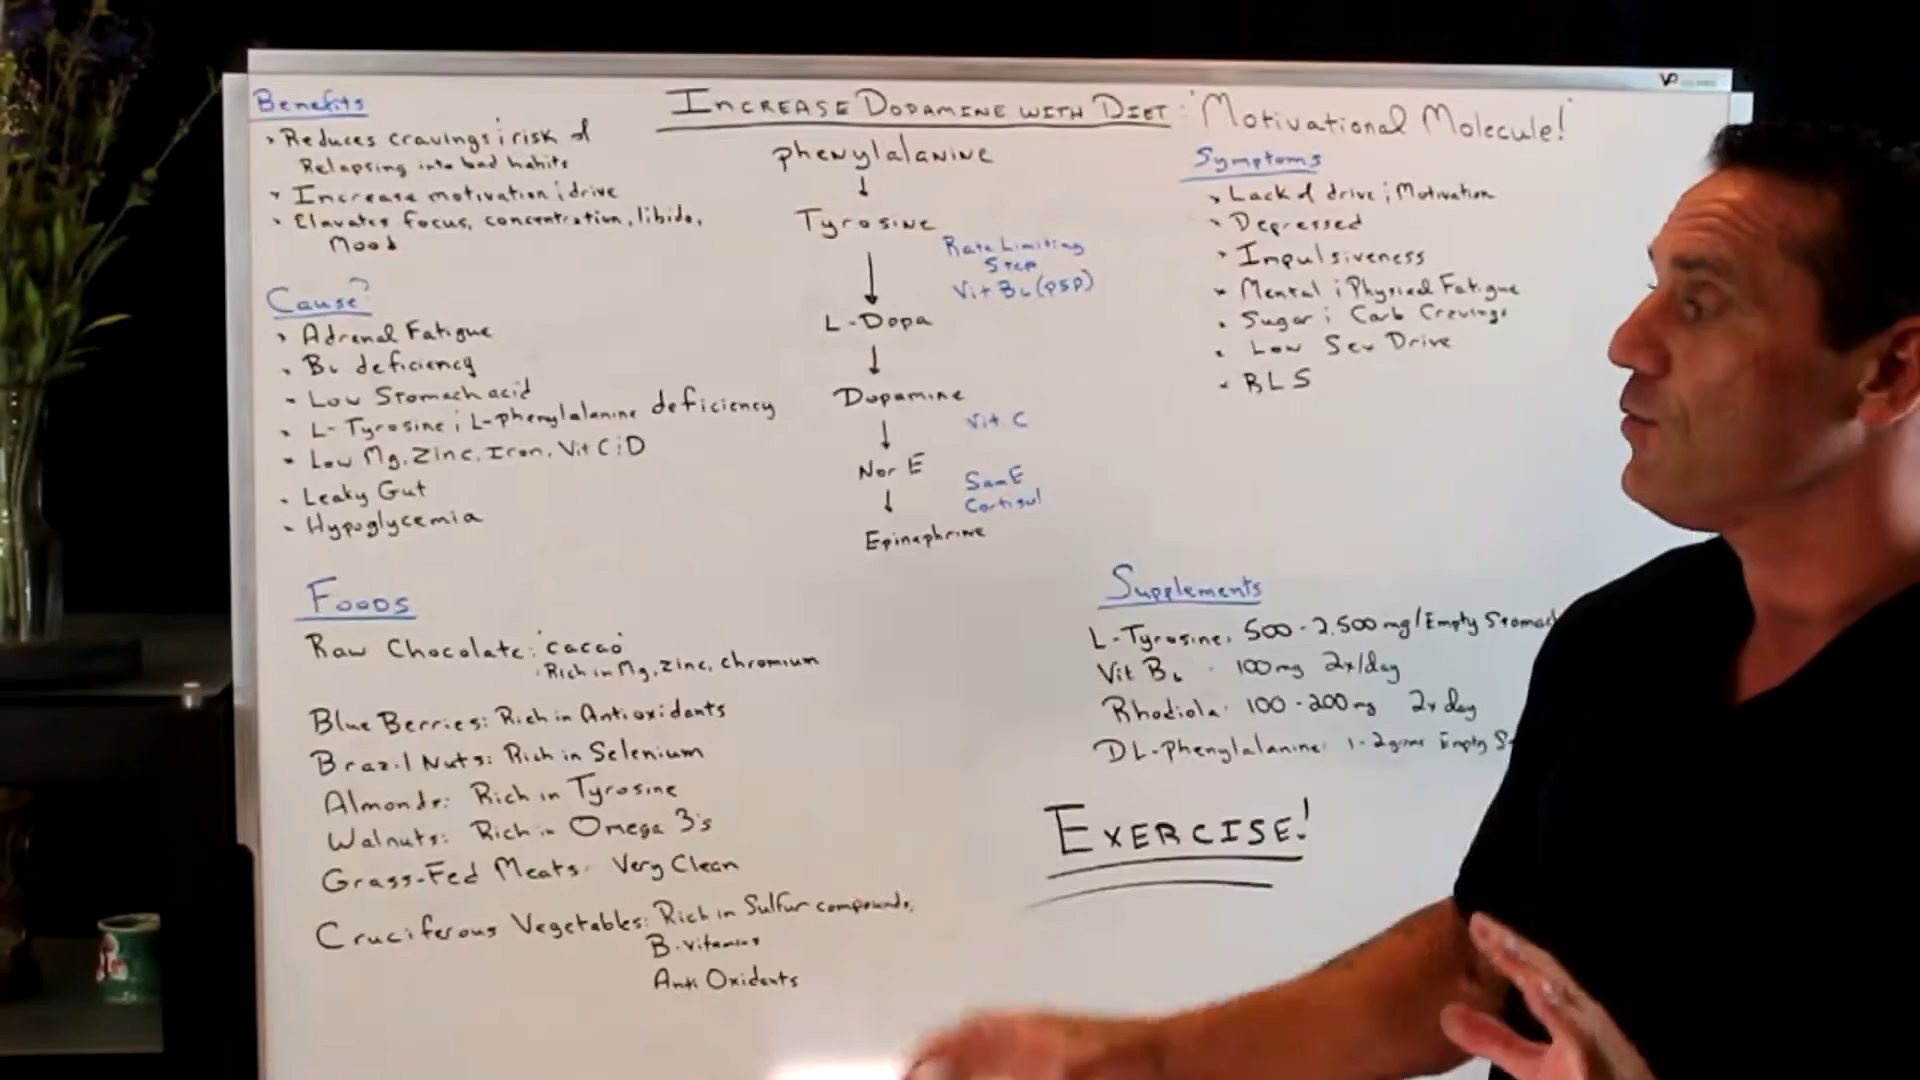 INCREASE DOPAMINE WITH DIET: "Motivational Molecule!"
Benefits
Reduces cravings & risk of
Relapsing into bad habits
Increase motivation & drive
Elavates focus, concentration, libido,
Mood
Cause?
Adrenal Fatigue
B6 deficiency
Low Stomach acid
L-Tyrosine & L-phenylalanine deficiency
Low Mg, Zinc, Iron, Vit C & D
Leaky Gut
Hypoglycemia
phenylalanine
↓
Tyrosine
↓
Rate Limiting
Step
Vit B6 (P5P)
L-Dopa
↓
Dopamine
↓
Vit C
Nor E
↓
SamE
Cortisol
Epinephrine
Symptoms
Lack of drive & Motivation
Depressed
Impulsiveness
Mental & Physical Fatigue
Sugar & Carb Cravings
Low Sex Drive
RLS
Foods
Raw Chocolate: "cacao"
Rich in Mg, Zinc, Chromium
Blue Berries: Rich in Antioxidants
Brazil Nuts: Rich in Selenium
Almonds: Rich in Tyrosine
Walnuts: Rich in Omega 3's
Grass-Fed Meats: Very Clean
Cruciferous Vegetables: Rich in Sulfur compounds,
B-vitamins
Anti Oxidants
Supplements
L-Tyrosine: 500-2,500 mg/Empty Stomach
Vit B6 - 100mg 2x/day
Rhodiola: 100-200mg 2x day
DL-phenylalanine: 1-2 grams Empty
EXERCISE!